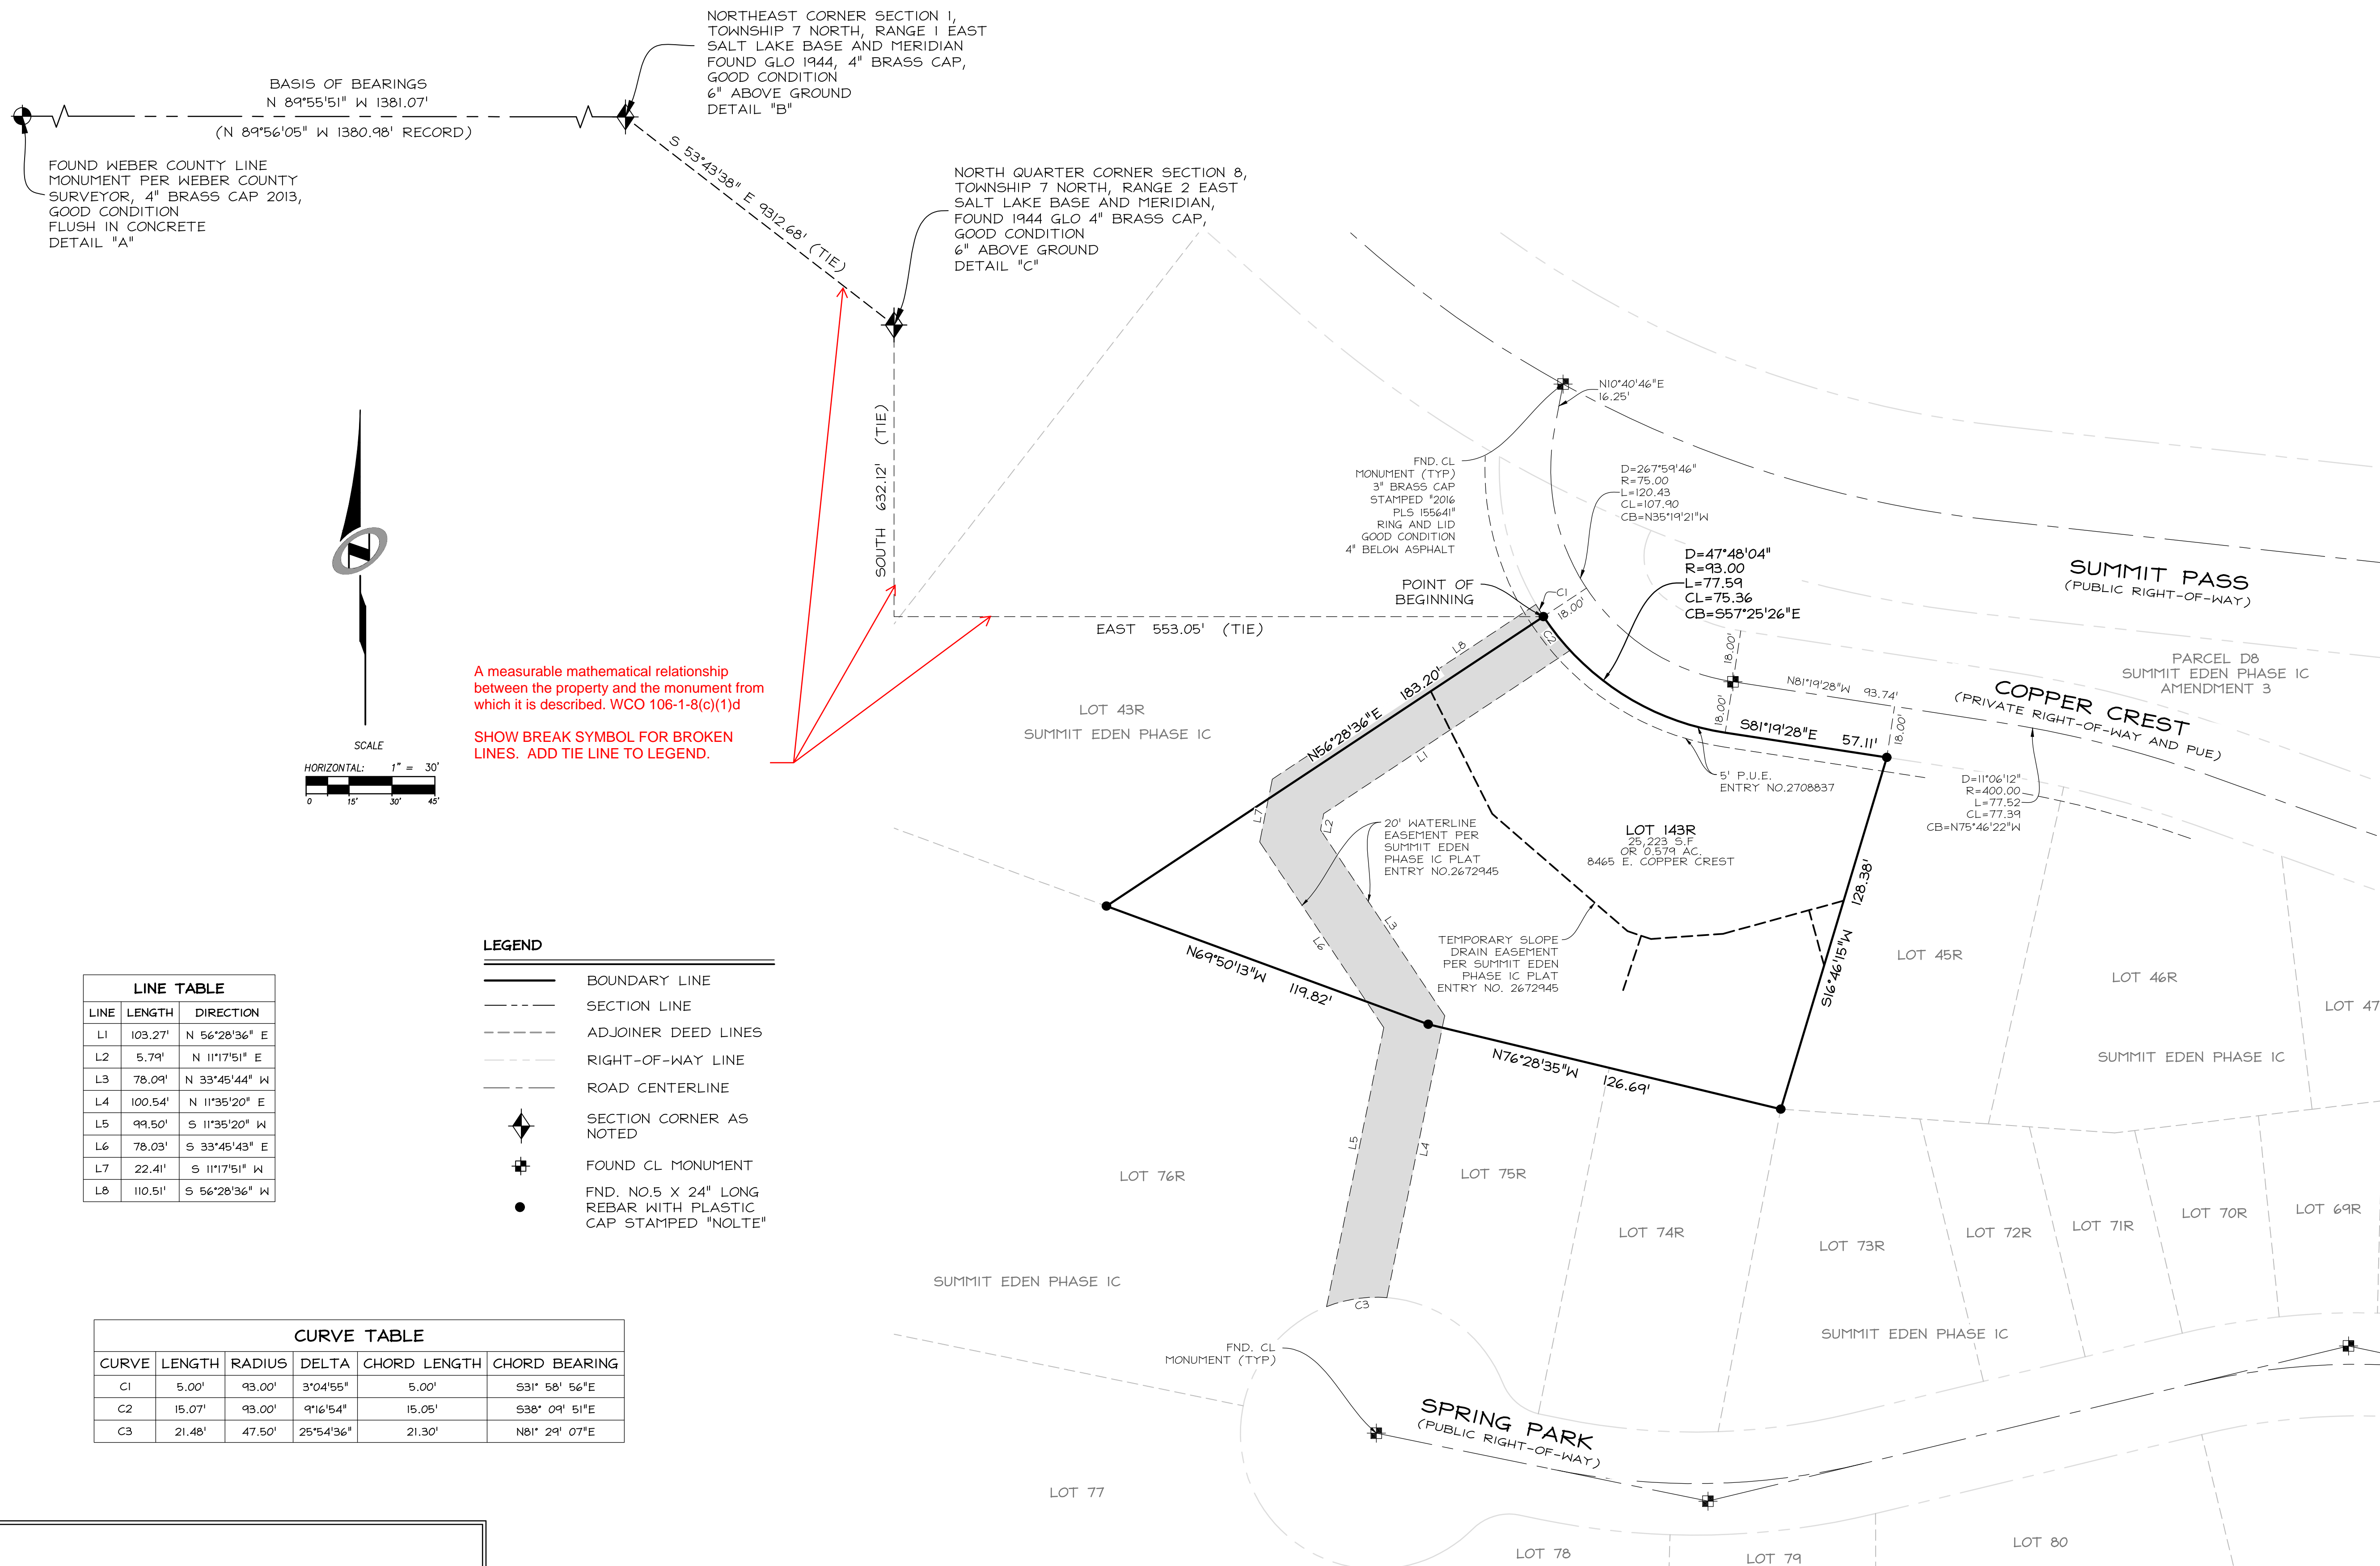 NORTHEAST CORNER SECTION 1,
TOWNSHIP 7 NORTH, RANGE 1 EAST
SALT LAKE BASE AND MERIDIAN
FOUND GLO 1944, 4" BRASS CAP,
GOOD CONDITION
6" ABOVE GROUND
DETAIL "B"
BASIS OF BEARINGS
N 89°55'51" W 1381.07'
(N 89°56'05" W 1380.98' RECORD)
FOUND WEBER COUNTY LINE
MONUMENT PER WEBER COUNTY
SURVEYOR, 4" BRASS CAP 2013,
GOOD CONDITION
FLUSH IN CONCRETE
DETAIL "A"
S 53°43'38" E 9312.68' (TIE)
NORTH QUARTER CORNER SECTION 8,
TOWNSHIP 7 NORTH, RANGE 2 EAST
SALT LAKE BASE AND MERIDIAN,
FOUND 1944 GLO 4" BRASS CAP,
GOOD CONDITION
6" ABOVE GROUND
DETAIL "C"
SOUTH 632.12' (TIE)
EAST 553.05' (TIE)
N
SCALE
HORIZONTAL: 1" = 30'
0 15' 30' 45'
A measurable mathematical relationship
between the property and the monument from
which it is described. WCO 106-1-8(c)(1)d
SHOW BREAK SYMBOL FOR BROKEN
LINES. ADD TIE LINE TO LEGEND.
N10°40'46"E
16.25'
FND. CL
MONUMENT (TYP)
3" BRASS CAP
STAMPED "2016
PLS 155641"
RING AND LID
GOOD CONDITION
4" BELOW ASPHALT
D=267°59'46"
R=75.00
L=120.43
CL=107.90
CB=N35°19'21"W
D=47°48'04"
R=93.00
L=77.59
CL=75.36
CB=S57°25'26"E
POINT OF
BEGINNING
C1
18.00'
C2
L8
SUMMIT PASS
(PUBLIC RIGHT-OF-WAY)
PARCEL D8
SUMMIT EDEN PHASE 1C
AMENDMENT 3
18.00'
18.00'
N81°19'28"W 93.74'
18.00'
COPPER CREST
(PRIVATE RIGHT-OF-WAY AND PUE)
S81°19'28"E 57.11'
LOT 43R
SUMMIT EDEN PHASE 1C
N56°28'36"E 183.20'
L1
5' P.U.E.
ENTRY NO.2708837
D=11°06'12"
R=400.00
L=77.52
CL=77.39
CB=N75°46'22"W
L7
L2
20' WATERLINE
EASEMENT PER
SUMMIT EDEN
PHASE 1C PLAT
ENTRY NO.2672945
LOT 143R
25,223 S.F
OR 0.579 AC.
8465 E. COPPER CREST
L3
L6
TEMPORARY SLOPE
DRAIN EASEMENT
PER SUMMIT EDEN
PHASE 1C PLAT
ENTRY NO. 2672945
S16°46'15"W 128.38'
N69°50'13"W 119.82'
N76°28'35"W 126.69'
LOT 45R
LOT 46R
LOT 47
SUMMIT EDEN PHASE 1C
LINE TABLE
LINE LENGTH DIRECTION
L1 103.27' N 56°28'36" E
L2 5.79' N 11°17'51" E
L3 78.09' N 33°45'44" W
L4 100.54' N 11°35'20" E
L5 99.50' S 11°35'20" W
L6 78.03' S 33°45'43" E
L7 22.41' S 11°17'51" W
L8 110.51' S 56°28'36" W
LEGEND
BOUNDARY LINE
SECTION LINE
ADJOINER DEED LINES
RIGHT-OF-WAY LINE
ROAD CENTERLINE
SECTION CORNER AS
NOTED
FOUND CL MONUMENT
FND. NO.5 X 24" LONG
REBAR WITH PLASTIC
CAP STAMPED "NOLTE"
L5
L4
LOT 76R
LOT 75R
LOT 74R
LOT 73R
LOT 72R
LOT 71R
LOT 70R
LOT 69R
SUMMIT EDEN PHASE 1C
C3
SUMMIT EDEN PHASE 1C
FND. CL
MONUMENT (TYP)
CURVE TABLE
CURVE LENGTH RADIUS DELTA CHORD LENGTH CHORD BEARING
C1 5.00' 93.00' 3°04'55" 5.00' S31° 58' 56"E
C2 15.07' 93.00' 9°16'54" 15.05' S38° 09' 51"E
C3 21.48' 47.50' 25°54'36" 21.30' N81° 29' 07"E
SPRING PARK
(PUBLIC RIGHT-OF-WAY)
LOT 77
LOT 78
LOT 79
LOT 80